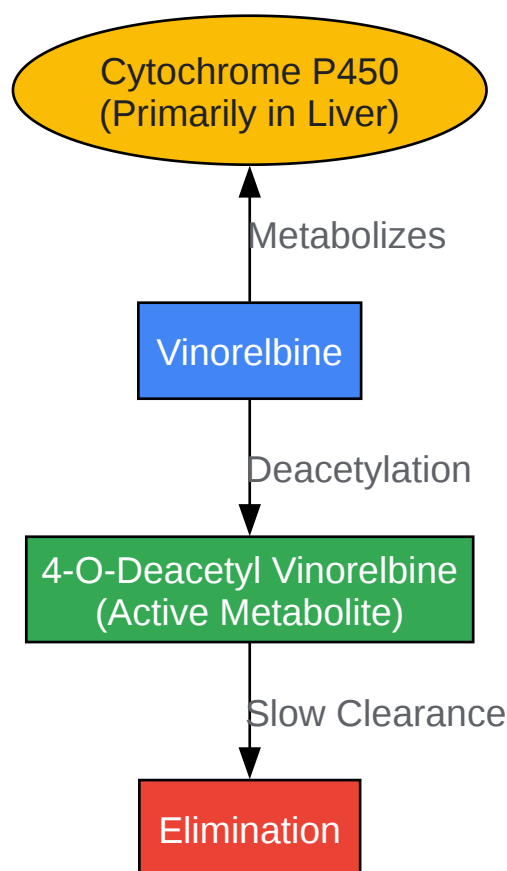 Cytochrome P450
(Primarily in Liver)
Metabolizes
Vinorelbine
Deacetylation
4-O-Deacetyl Vinorelbine
(Active Metabolite)
Slow Clearance
Elimination